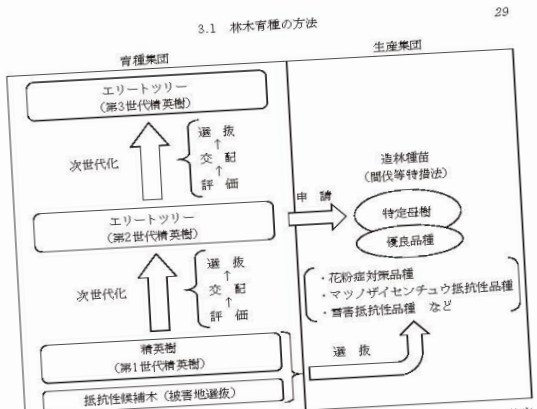 3.1 林木育種の方法
29
育種集団
生産集団
エリートツリー
(第3世代精英樹)
次世代化
選 抜
↑
交 配
↑
評 価
エリートツリー
(第2世代精英樹)
次世代化
選 抜
↑
交 配
↑
評 価
精英樹
(第1世代精英樹)
抵抗性候補木(被害地選抜)
申 請
造林種苗
(間伐等特措法)
特定母樹
優良品種
・花粉症対策品種
・マツノザイセンチュウ抵抗性品種
・雪害抵抗性品種 など
選 抜